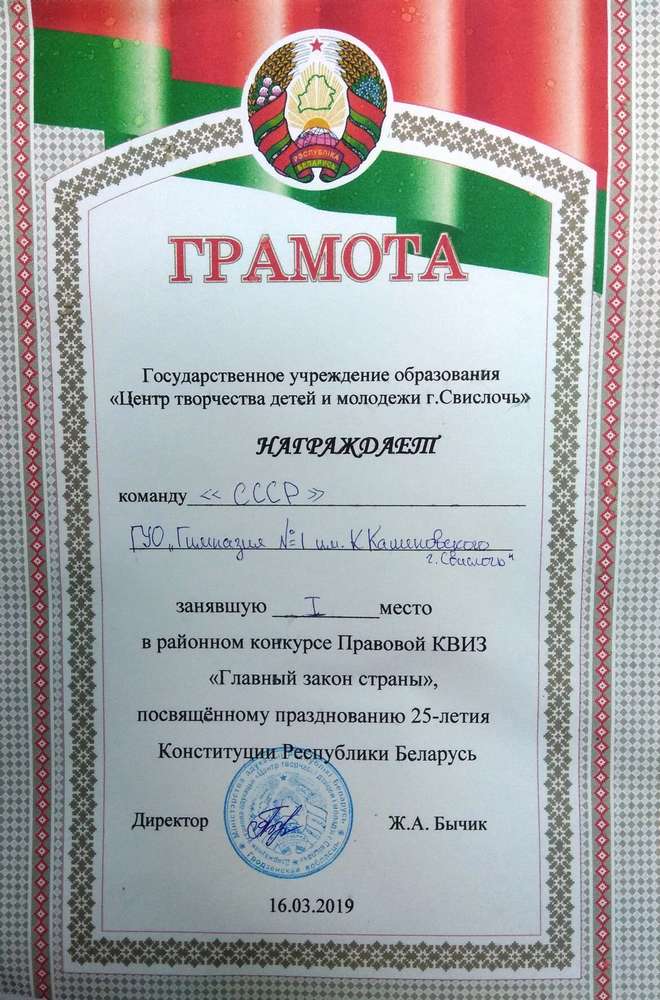 РЭСПУБЛІКА
БЕЛАРУСЬ
ГРАМОТА
Государственное учреждение образования
«Центр творчества детей и молодежи г.Свислочь»
НАГРАЖДАЕТ
команду «СССР»
ГУО „Гимназия №1 им. К Калиновского
г. Свислочь"
занявшую I место
в районном конкурсе Правовой КВИЗ
«Главный закон страны»,
посвящённому празднованию 25-летия
Конституции Республики Беларусь
Директор Ж.А. Бычик
16.03.2019